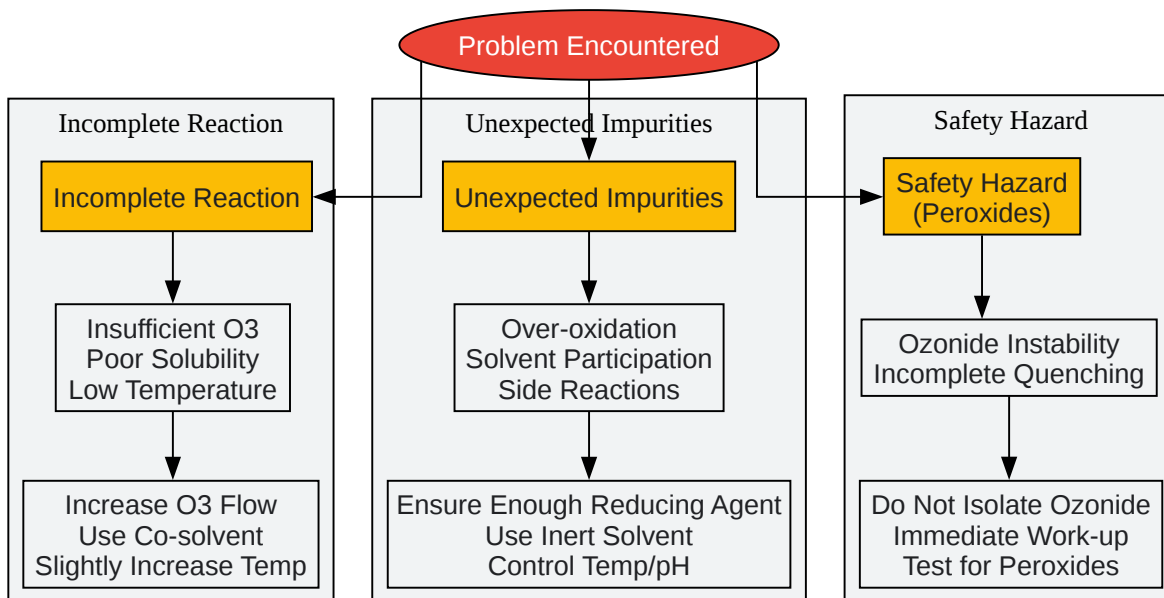 Problem Encountered
Incomplete Reaction
Incomplete Reaction
Insufficient O3
Poor Solubility
Low Temperature
Increase O3 Flow
Use Co-solvent
Slightly Increase Temp
Unexpected Impurities
Unexpected Impurities
Over-oxidation
Solvent Participation
Side Reactions
Ensure Enough Reducing Agent
Use Inert Solvent
Control Temp/pH
Safety Hazard
Safety Hazard
(Peroxides)
Ozonide Instability
Incomplete Quenching
Do Not Isolate Ozonide
Immediate Work-up
Test for Peroxides